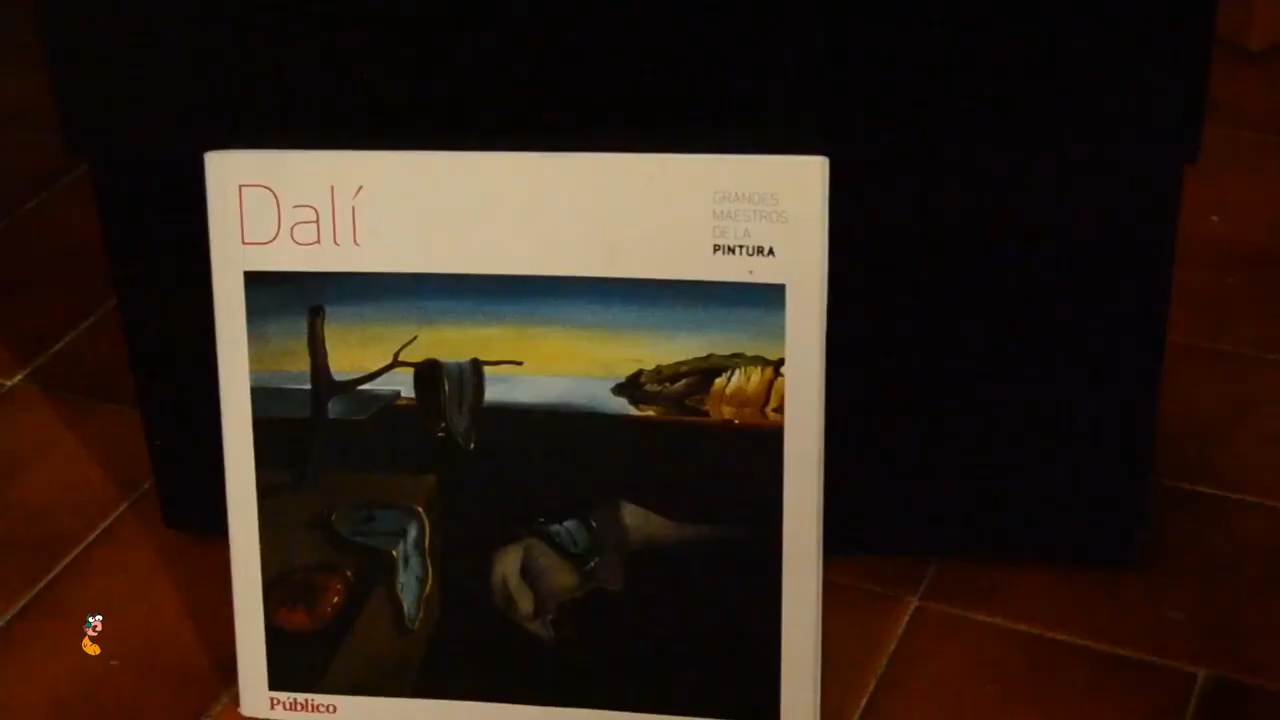 Dalí
GRANDES
MAESTROS
DE LA
PINTURA
Público